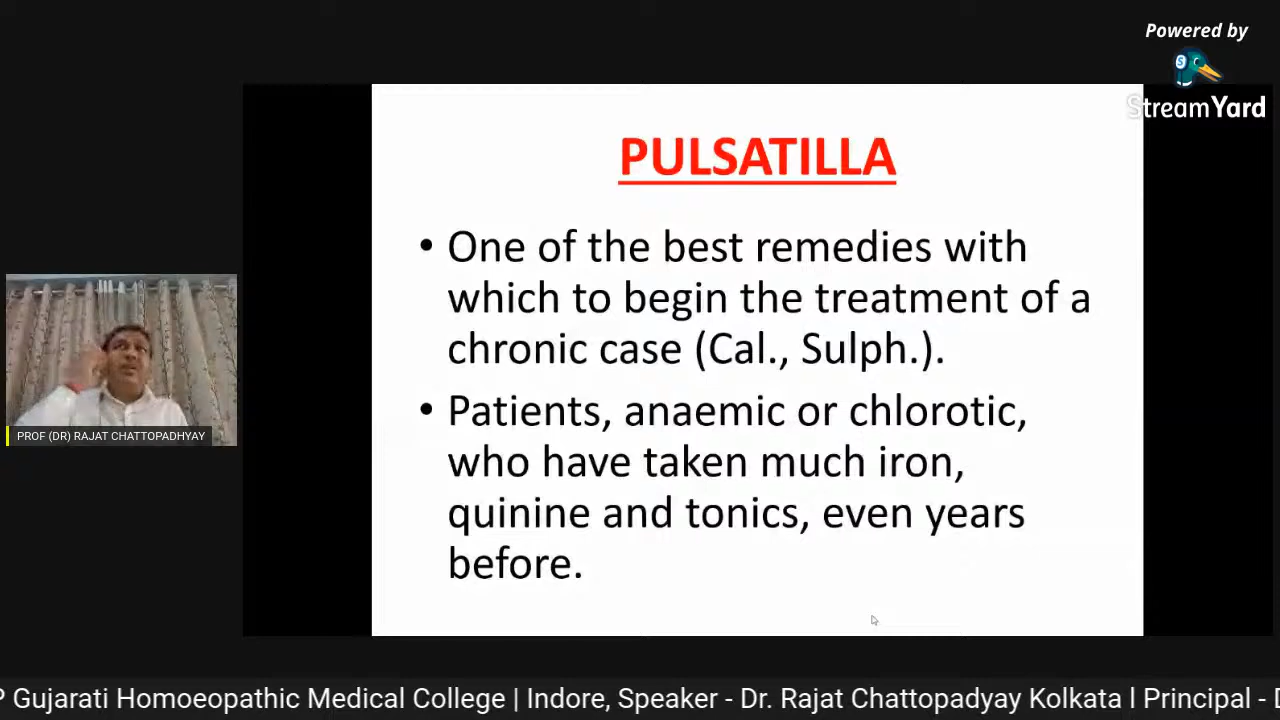 Powered by
StreamYard
PULSATILLA
• One of the best remedies with
which to begin the treatment of a
chronic case (Cal., Sulph.).
• Patients, anaemic or chlorotic,
who have taken much iron,
quinine and tonics, even years
before.
PROF (DR) RAJAT CHATTOPADHYAY
P Gujarati Homoeopathic Medical College | Indore, Speaker - Dr. Rajat Chattopadyay Kolkata l Principal - D